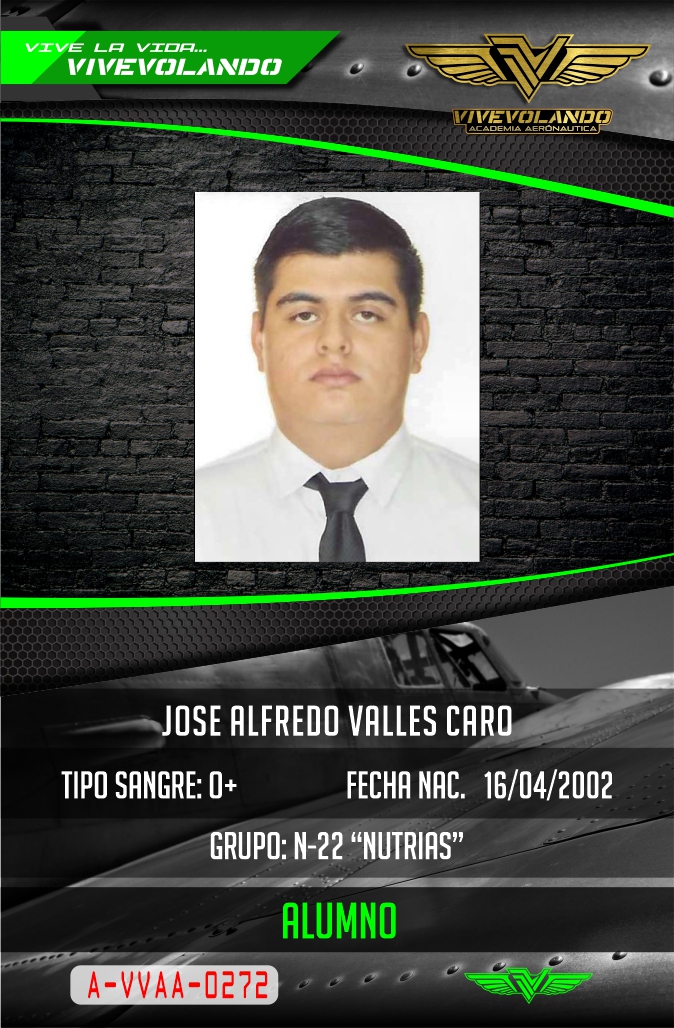 VIVE LA VIDA...
VIVEVOLANDO
VIVEVOLANDO
ACADEMIA AERÓNAUTICA
JOSE ALFREDO VALLES CARO
TIPO SANGRE: O+ FECHA NAC. 16/04/2002
GRUPO: N-22 “NUTRIAS”
ALUMNO
A-VVAA-0272